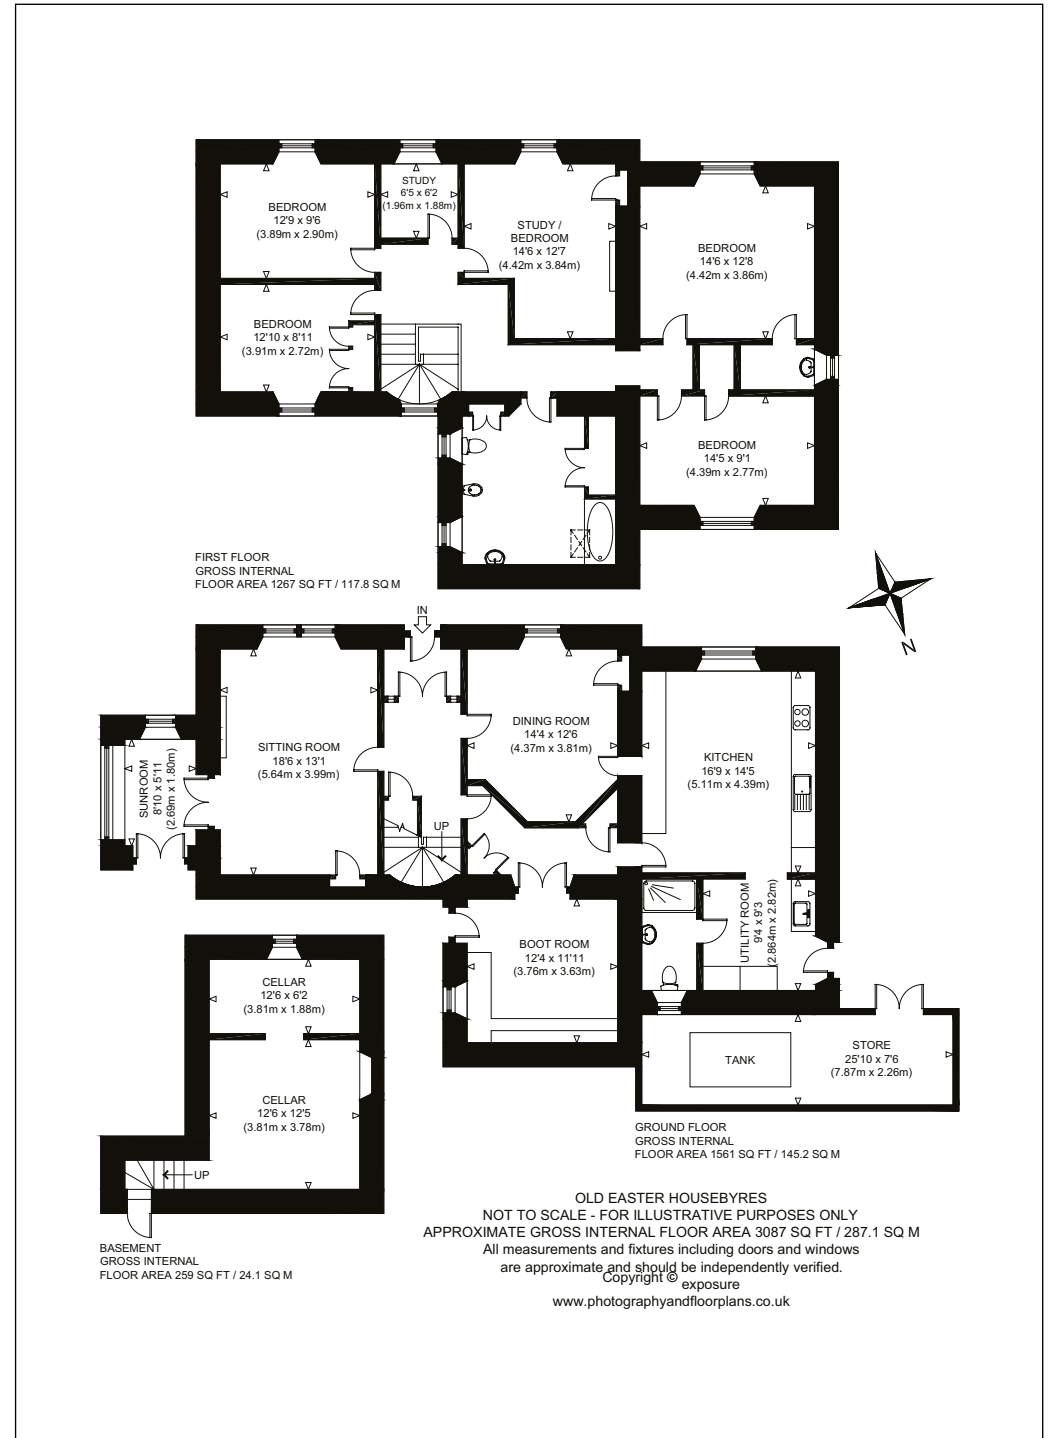 STUDY
6'5 x 6'2
(1.96m x 1.88m)
BEDROOM
12'9 x 9'6
(3.89m x 2.90m)
STUDY /
BEDROOM
14'6 x 12'7
(4.42m x 3.84m)
BEDROOM
14'6 x 12'8
(4.42m x 3.86m)
BEDROOM
12'10 x 8'11
(3.91m x 2.72m)
BEDROOM
14'5 x 9'1
(4.39m x 2.77m)
FIRST FLOOR
GROSS INTERNAL
FLOOR AREA 1267 SQ FT / 117.8 SQ M
N
IN
SITTING ROOM
18'6 x 13'1
(5.64m x 3.99m)
DINING ROOM
14'4 x 12'6
(4.37m x 3.81m)
KITCHEN
16'9 x 14'5
(5.11m x 4.39m)
SUNROOM
8'10 x 5'11
(2.69m x 1.80m)
UP
BOOT ROOM
12'4 x 11'11
(3.76m x 3.63m)
UTILITY ROOM
9'4 x 9'3
(2.864m x 2.82m)
CELLAR
12'6 x 6'2
(3.81m x 1.88m)
TANK
STORE
25'10 x 7'6
(7.87m x 2.26m)
CELLAR
12'6 x 12'5
(3.81m x 3.78m)
UP
GROUND FLOOR
GROSS INTERNAL
FLOOR AREA 1561 SQ FT / 145.2 SQ M
BASEMENT
GROSS INTERNAL
FLOOR AREA 259 SQ FT / 24.1 SQ M
OLD EASTER HOUSEBYRES
NOT TO SCALE - FOR ILLUSTRATIVE PURPOSES ONLY
APPROXIMATE GROSS INTERNAL FLOOR AREA 3087 SQ FT / 287.1 SQ M
All measurements and fixtures including doors and windows
are approximate and should be independently verified.
Copyright © exposure
www.photographyandfloorplans.co.uk